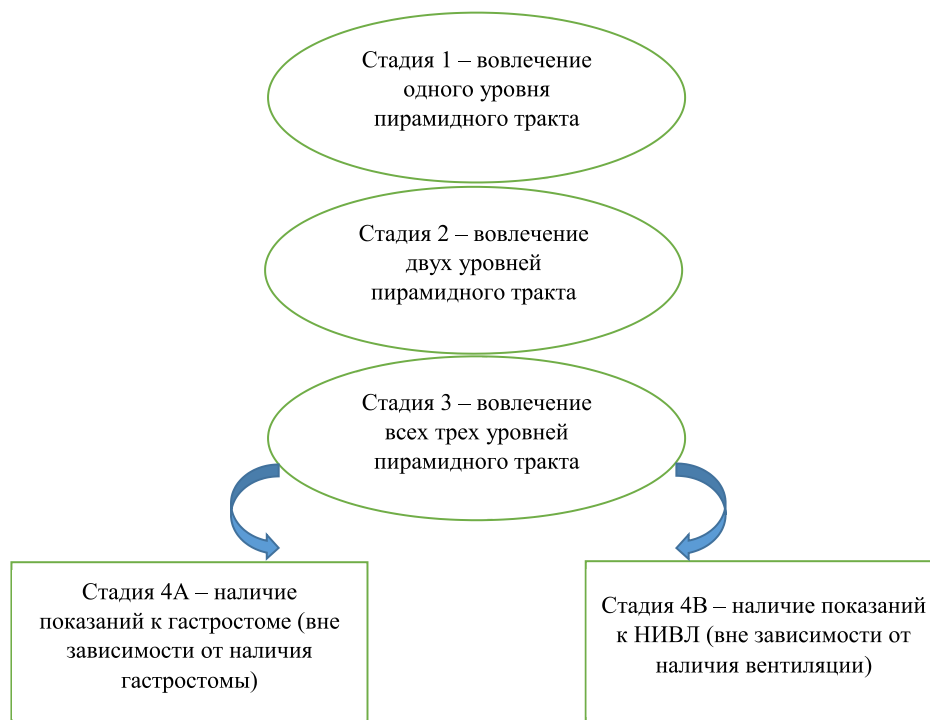 Стадия 1 – вовлечение
одного уровня
пирамидного тракта
Стадия 2 – вовлечение
двух уровней
пирамидного тракта
Стадия 3 – вовлечение
всех трех уровней
пирамидного тракта
Стадия 4А – наличие
показаний к гастростоме (вне
зависимости от наличия
гастростомы)
Стадия 4В – наличие показаний
к НИВЛ (вне зависимости от
наличия вентиляции)